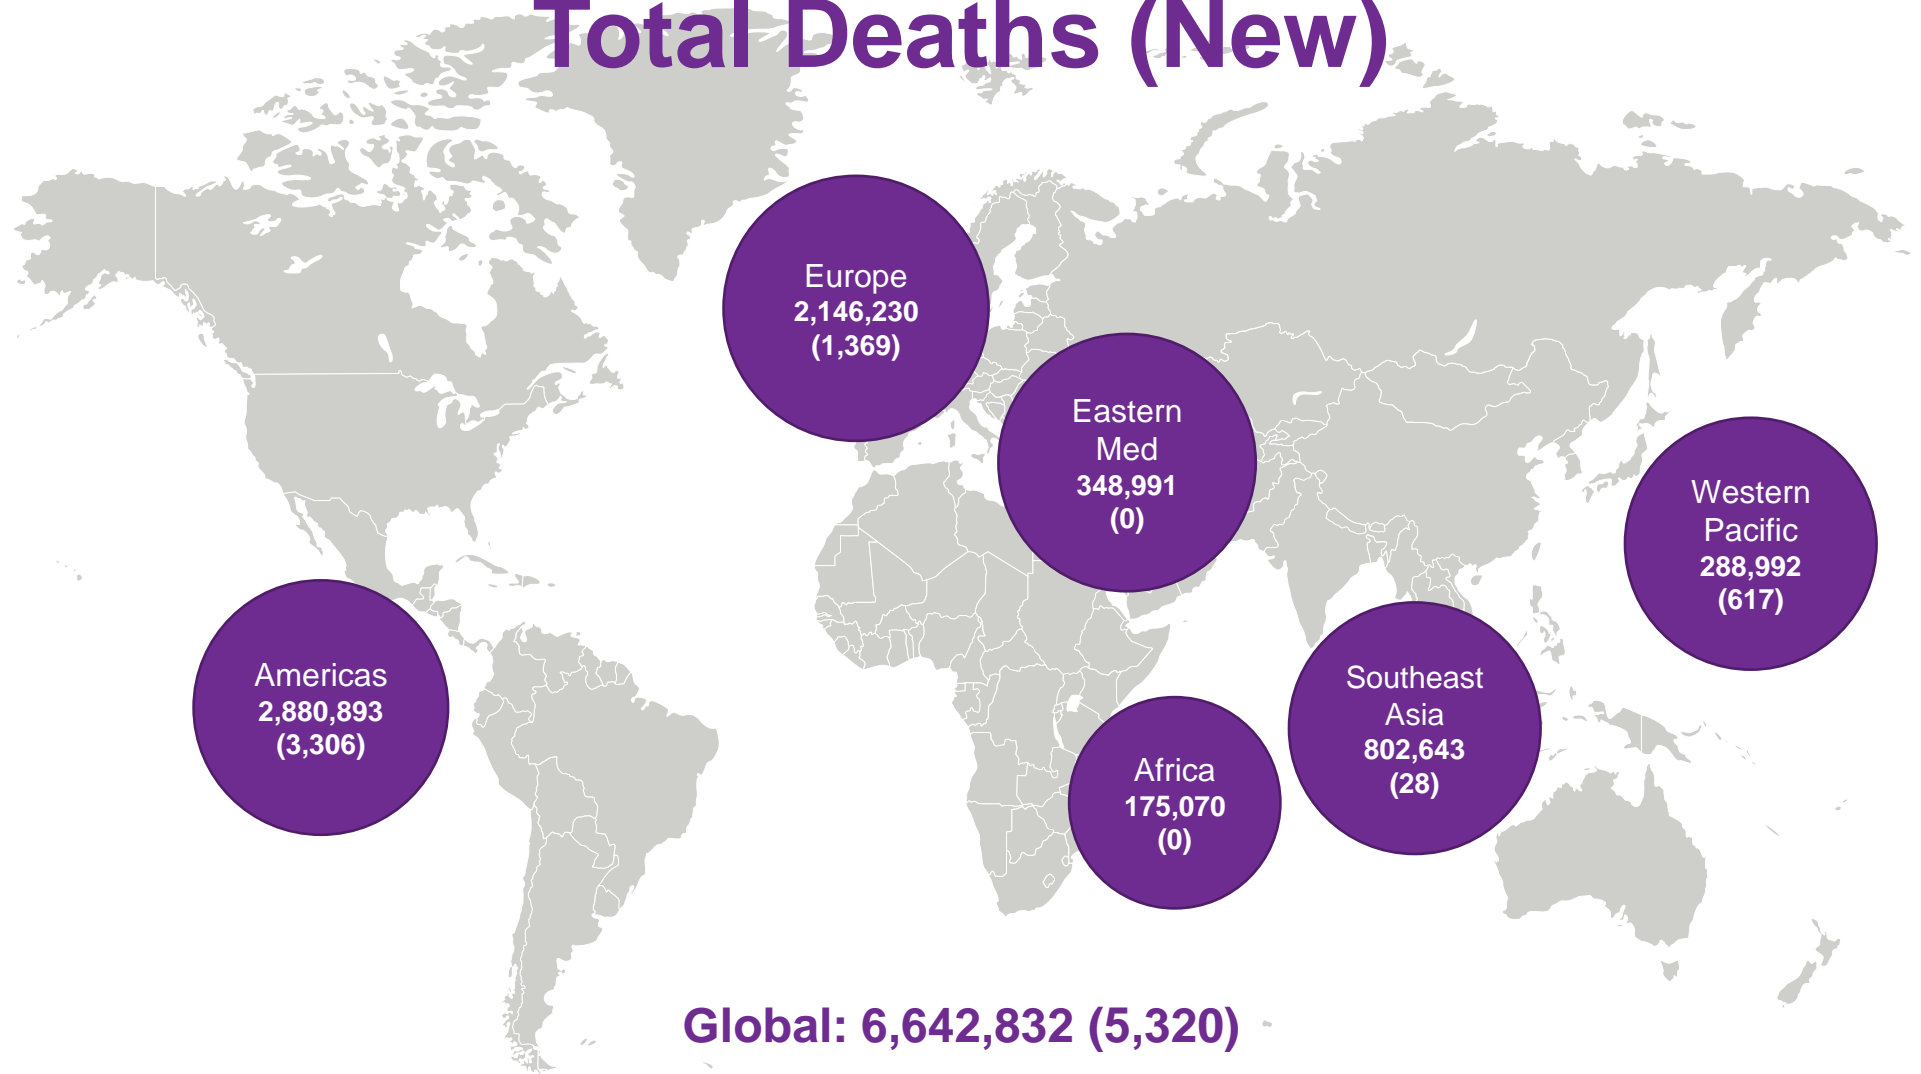 Total Deaths (New)
Europe
2,146,230
(1,369)
Eastern
Med
348,991
(0)
Western
Pacific
288,992
(617)
Americas
2,880,893
(3,306)
Southeast
Asia
802,643
(28)
Africa
175,070
(0)
Global: 6,642,832 (5,320)